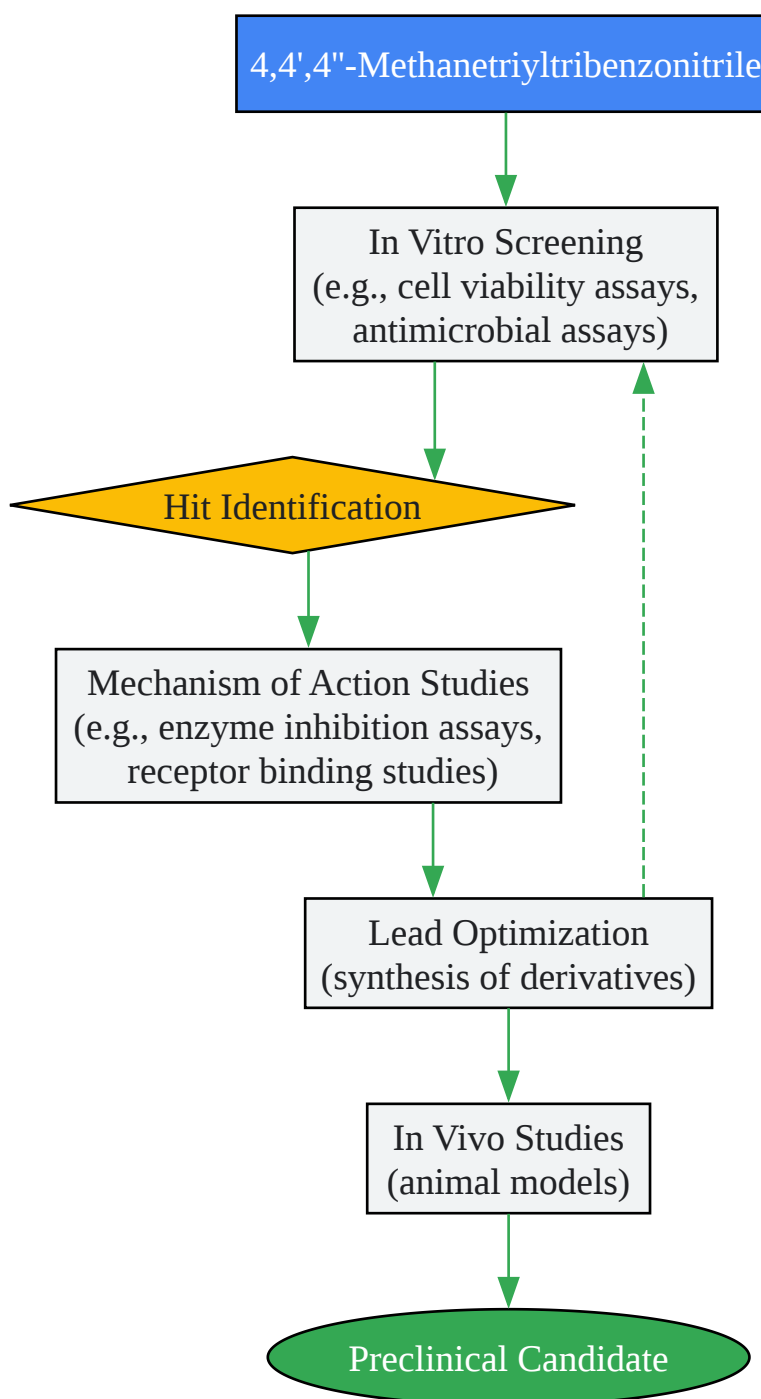 4,4',4''-Methanetriyltribenzonitrile
In Vitro Screening
(e.g., cell viability assays,
antimicrobial assays)
Hit Identification
Mechanism of Action Studies
(e.g., enzyme inhibition assays,
receptor binding studies)
Lead Optimization
(synthesis of derivatives)
In Vivo Studies
(animal models)
Preclinical Candidate